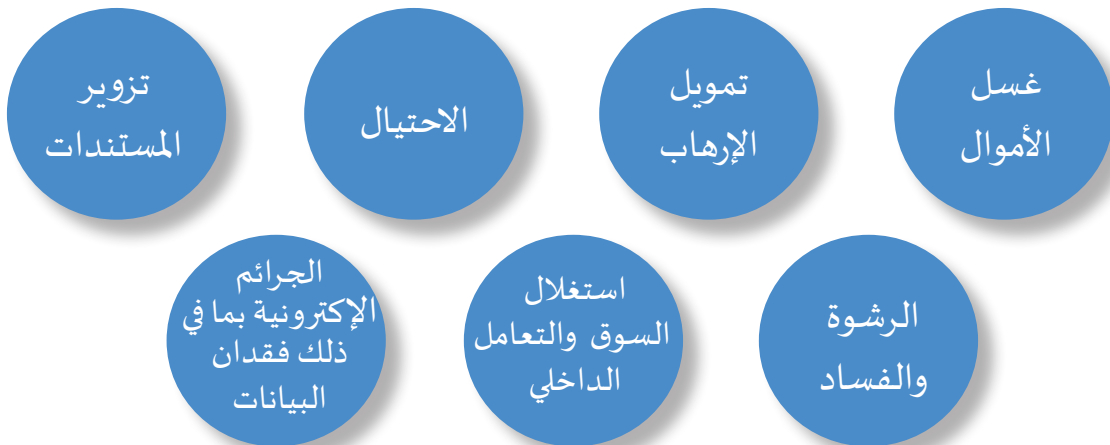 غسل
الأموال
تمويل
الإرهاب
الاحتيال
تزوير
المستندات
الرشوة
والفساد
استغلال
السوق والتعامل
الداخلي
الجرائم
الإكترونية بما في
ذلك فقدان
البيانات